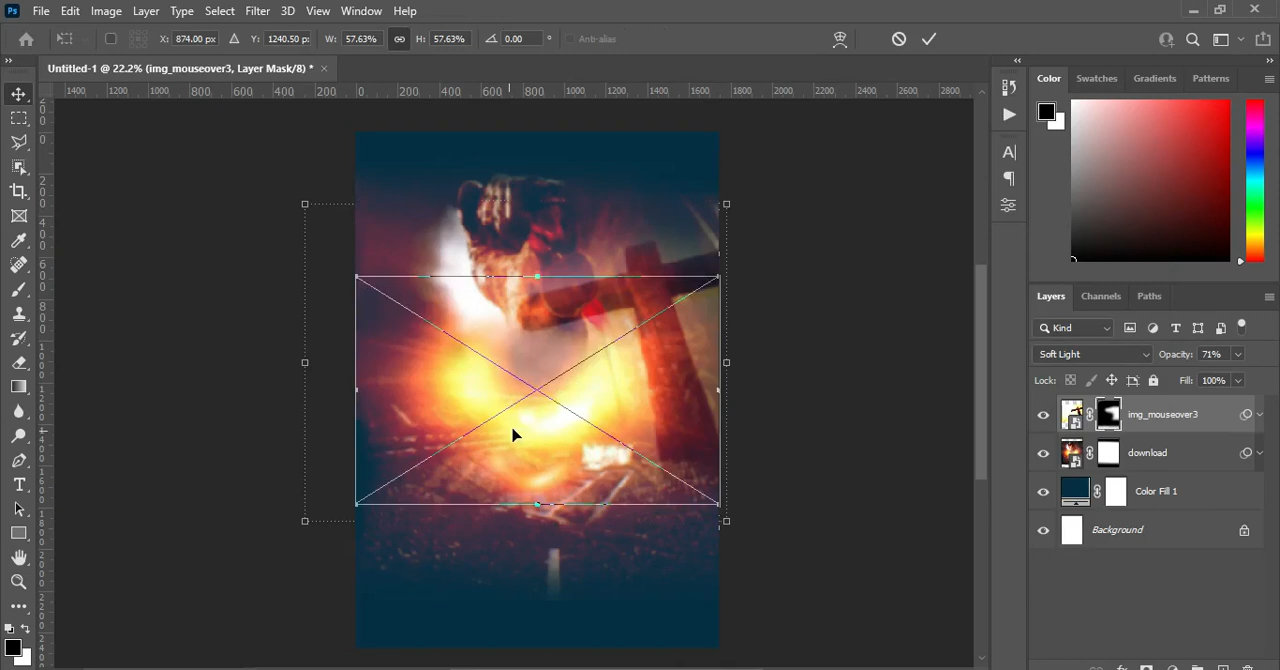 Ps File Edit Image Layer Type Select Filter 3D View Window Help
X: 874.00 px Y: 1240.50 px W: 57.63% H: 57.63% 0.00 ° Anti-alias
Untitled-1 @ 22.2% (img_mouseover3, Layer Mask/8) * ×
1400 1200 1000 800 600 400 200 0 200 400 600 800 1000 1200 1400 1600 1800 2000 2200 2400 2600 2800
Color Swatches Gradients Patterns
Layers Channels Paths
Kind
Soft Light Opacity: 71%
Lock: Fill: 100%
img_mouseover3
download
Color Fill 1
Background